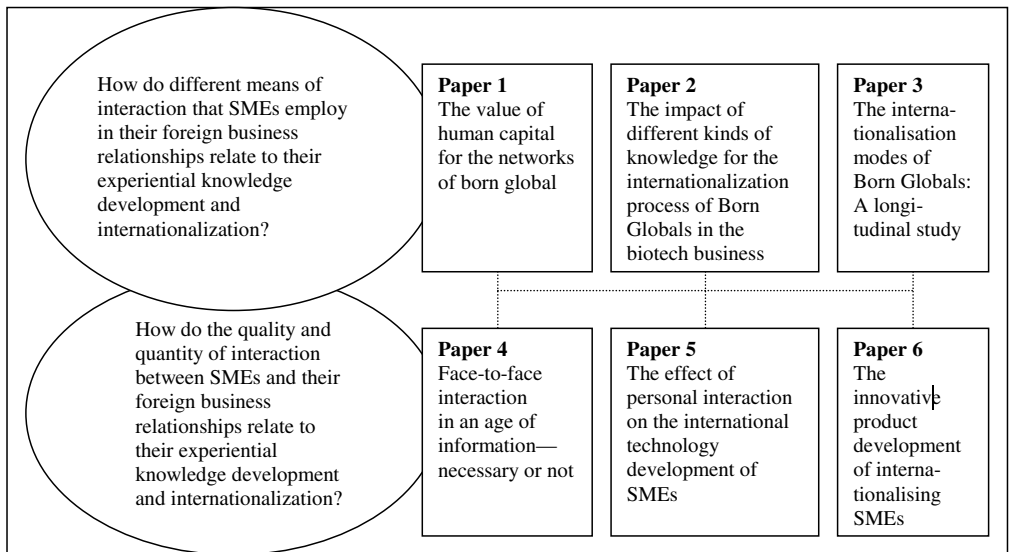 How do different means of
interaction that SMEs employ
in their foreign business
relationships relate to their
experiential knowledge
development and
internationalization?
Paper 1
The value of
human capital
for the networks
of born global
Paper 2
The impact of
different kinds of
knowledge for the
internationalization
process of Born
Globals in the
biotech business
Paper 3
The interna-
tionalisation
modes of
Born Globals:
A longi-
tudinal study
How do the quality and
quantity of interaction
between SMEs and their
foreign business
relationships relate to
their experiential
knowledge development
and internationalization?
Paper 4
Face-to-face
interaction
in an age of
information—
necessary or not
Paper 5
The effect of
personal interaction
on the international
technology
development of
SMEs
Paper 6
The
innovative
product
development
of interna-
tionalising
SMEs